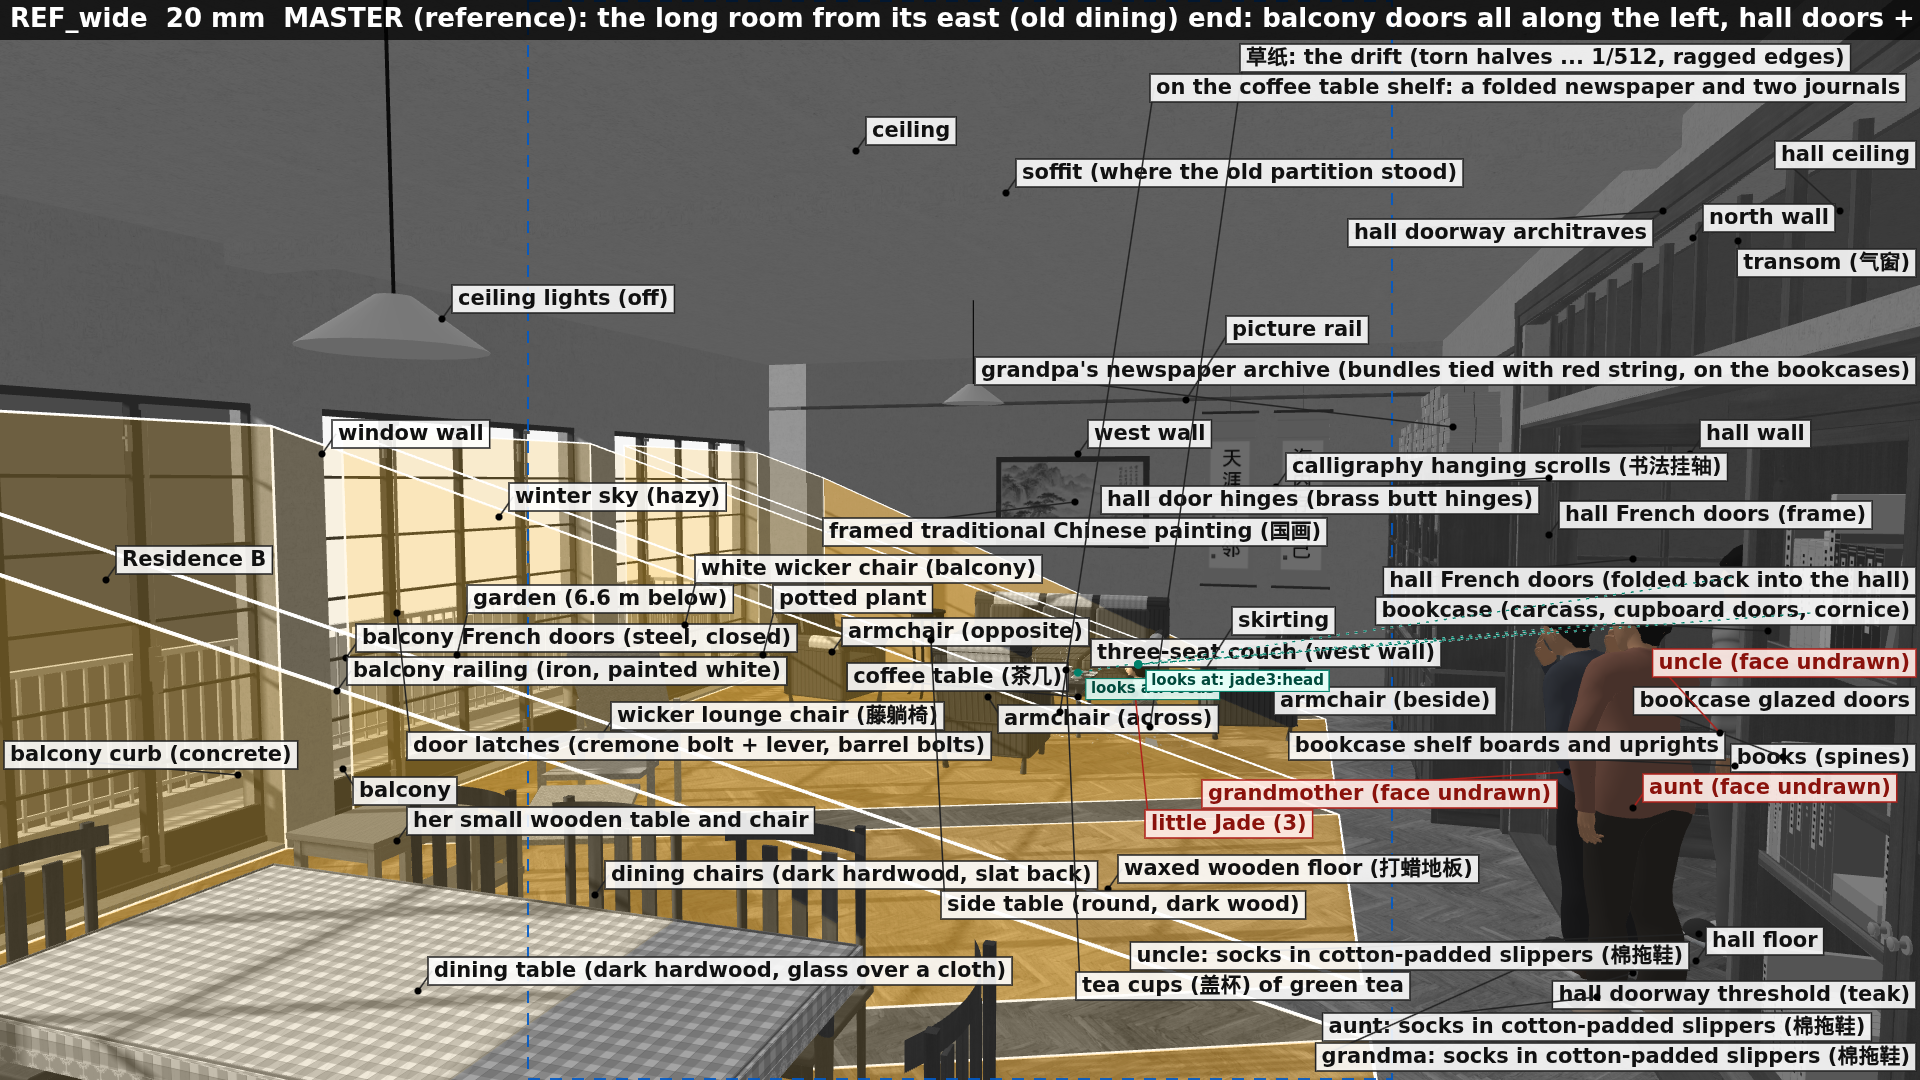 REF_wide 20 mm MASTER (reference): the long room from its east (old dining) end: balcony doors all along the left, hall doors +
草纸: the drift (torn halves ... 1/512, ragged edges)
on the coffee table shelf: a folded newspaper and two journals
ceiling
hall ceiling
soffit (where the old partition stood)
north wall
hall doorway architraves
transom (气窗)
ceiling lights (off)
picture rail
grandpa's newspaper archive (bundles tied with red string, on the bookcases)
window wall
west wall
hall wall
天涯
calligraphy hanging scrolls (书法挂轴)
winter sky (hazy)
hall door hinges (brass butt hinges)
hall French doors (frame)
framed traditional Chinese painting (国画)
Residence B
white wicker chair (balcony)
hall French doors (folded back into the hall)
garden (6.6 m below)
potted plant
bookcase (carcass, cupboard doors, cornice)
skirting
armchair (opposite)
balcony French doors (steel, closed)
three-seat couch (west wall)
uncle (face undrawn)
balcony railing (iron, painted white)
coffee table (茶几)
looks at: jade3:head
armchair (beside)
bookcase glazed doors
wicker lounge chair (藤躺椅)
armchair (across)
door latches (cremone bolt + lever, barrel bolts)
bookcase shelf boards and uprights
balcony curb (concrete)
books (spines)
balcony
grandmother (face undrawn)
aunt (face undrawn)
her small wooden table and chair
little Jade (3)
dining chairs (dark hardwood, slat back)
waxed wooden floor (打蜡地板)
side table (round, dark wood)
hall floor
uncle: socks in cotton-padded slippers (棉拖鞋)
dining table (dark hardwood, glass over a cloth)
tea cups (盖杯) of green tea
hall doorway threshold (teak)
aunt: socks in cotton-padded slippers (棉拖鞋)
grandma: socks in cotton-padded slippers (棉拖鞋)